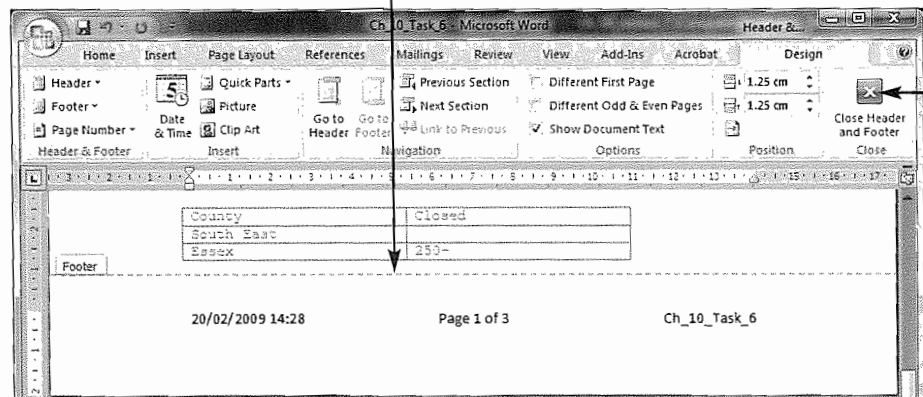 Ch_10_Task_6 - Microsoft Word
Header &...
Home Insert Page Layout References Mailings Review View Add-Ins Acrobat Design
Header
Footer
Page Number
Header & Footer
Date & Time
Quick Parts
Picture
Clip Art
Insert
Go to Header
Go to Footer
Previous Section
Next Section
Link to Previous
Navigation
Different First Page
Different Odd & Even Pages
Show Document Text
Options
1.25 cm
1.25 cm
Position
Close Header and Footer
Close
County Closed
South East
Essex 250-
Footer
20/02/2009 14:28 Page 1 of 3 Ch_10_Task_6